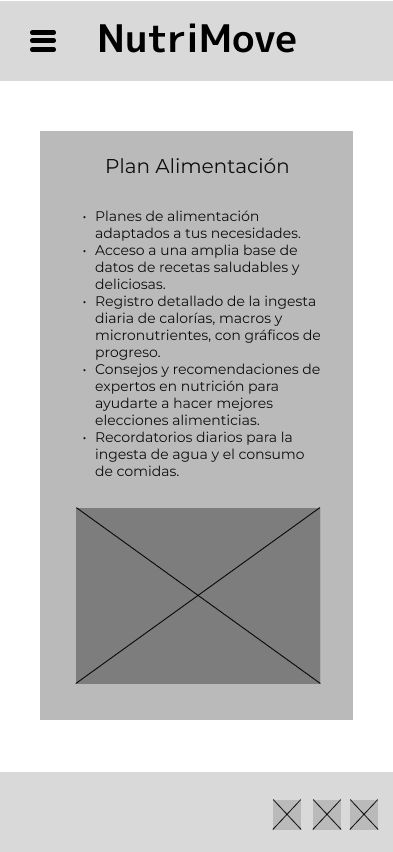 NutriMove
Plan Alimentación
• Planes de alimentación
adaptados a tus necesidades.
• Acceso a una amplia base de
datos de recetas saludables y
deliciosas.
• Registro detallado de la ingesta
diaria de calorías, macros y
micronutrientes, con gráficos de
progreso.
• Consejos y recomendaciones de
expertos en nutrición para
ayudarte a hacer mejores
elecciones alimenticias.
• Recordatorios diarios para la
ingesta de agua y el consumo
de comidas.